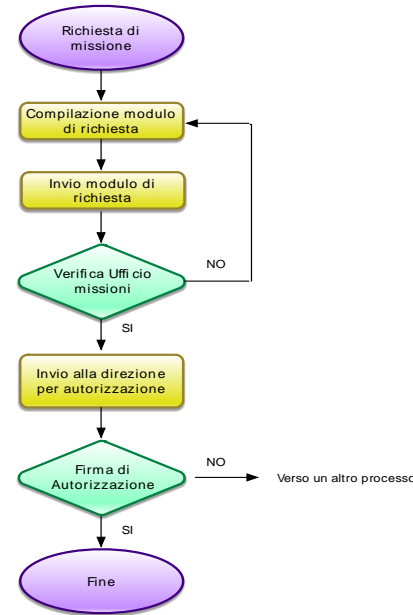 Richiesta di
missione
Compilazione modulo
di richiesta
Invio modulo di
richiesta
Verifica Ufficio
missioni
NO
SI
Invio alla direzione
per autorizzazione
Firma di
Autorizzazione
NO
Verso un altro processo
SI
Fine